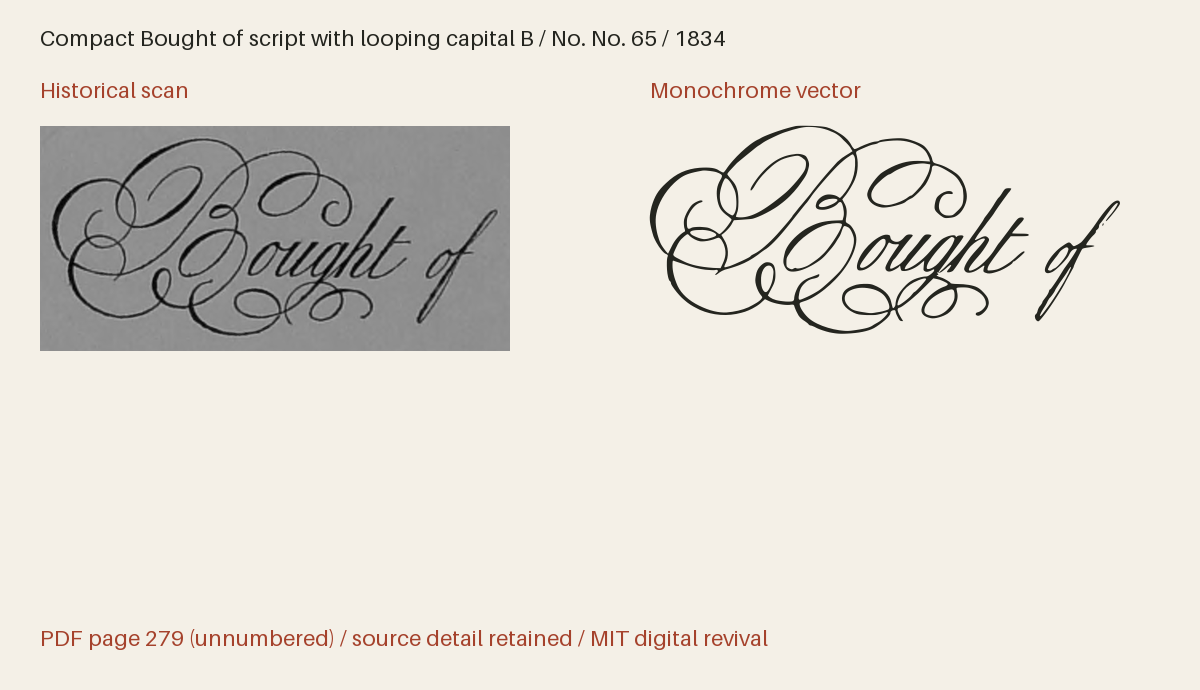 Compact Bought of script with looping capital B / No. No. 65 / 1834
Historical scan
Monochrome vector
Bought of
Bought of
PDF page 279 (unnumbered) / source detail retained / MIT digital revival